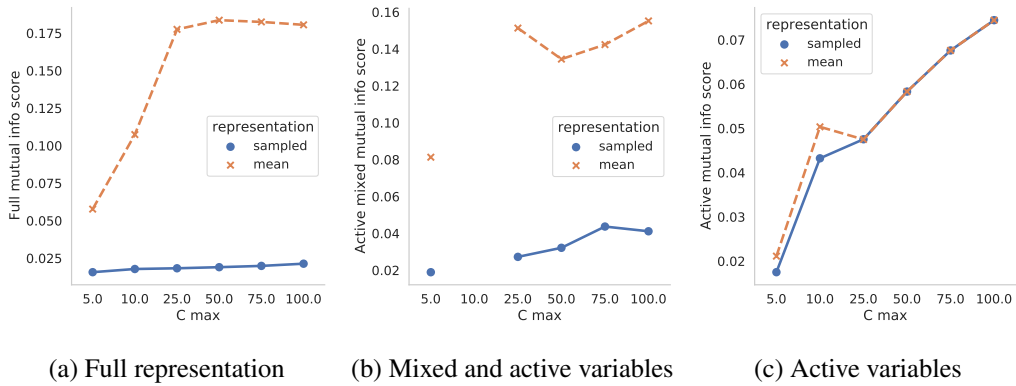 Full mutual info score
0.175
0.150
0.125
0.100
0.075
0.050
0.025
representation
sampled
mean
5.0 10.0 25.0 50.0 75.0 100.0
C max
(a) Full representation
Active mixed mutual info score
0.16
0.14
0.12
0.10
0.08
0.06
0.04
0.02
representation
sampled
mean
5.0 10.0 25.0 50.0 75.0 100.0
C max
(b) Mixed and active variables
Active mutual info score
0.07
0.06
0.05
0.04
0.03
0.02
representation
sampled
mean
5.0 10.0 25.0 50.0 75.0 100.0
C max
(c) Active variables